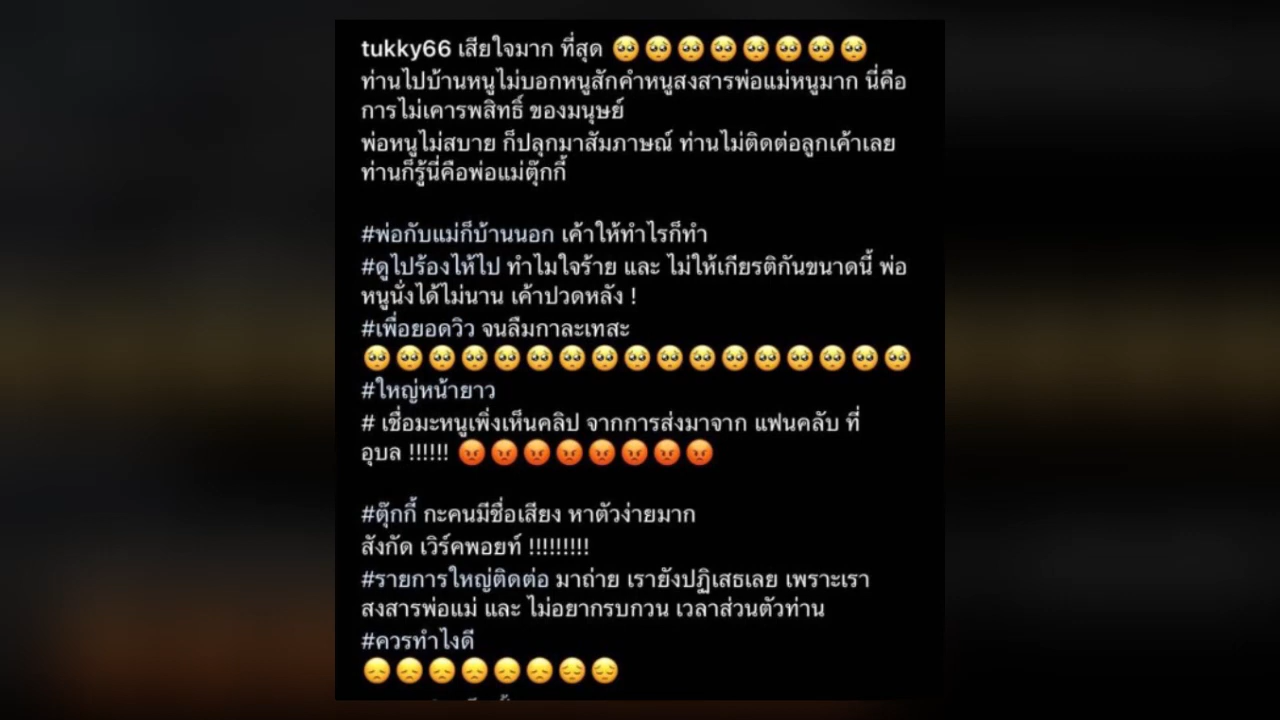 tukky66 เสียใจมาก ที่สุด 🥺🥺🥺🥺🥺🥺🥺🥺
ท่านไปบ้านหนูไม่บอกหนูสักคำหนูสงสารพ่อแม่หนูมาก นี่คือ
การไม่เคารพสิทธิ์ ของมนุษย์
พ่อหนูไม่สบาย ก็ปลุกมาสัมภาษณ์ ท่านไม่ติดต่อลูกเค้าเลย
ท่านก็รู้นี่คือพ่อแม่ตุ๊กกี้
#พ่อกับแม่ก็บ้านนอก เค้าให้ทำไรก็ทำ
#ดูไปร้องไห้ไป ทำไมใจร้าย และ ไม่ให้เกียรติกันขนาดนี้ พ่อ
หนูนั่งได้ไม่นาน เค้าปวดหลัง !
#เพื่อยอดวิว จนลืมกาละเทสะ
🥺🥺🥺🥺🥺🥺🥺🥺🥺🥺🥺🥺🥺🥺🥺🥺🥺
#ใหญ่หน้ายาว
# เชื่อมะหนูเพิ่งเห็นคลิป จากการส่งมาจาก แฟนคลับ ที่
อุบล !!!!!! 😡😡😡😡😡😡😡😡
#ตุ๊กกี้ กะคนมีชื่อเสียง หาตัวง่ายมาก
สังกัด เวิร์คพอยท์ !!!!!!!!!
#รายการใหญ่ติดต่อ มาถ่าย เรายังปฏิเสธเลย เพราะเรา
สงสารพ่อแม่ และ ไม่อยากรบกวน เวลาส่วนตัวท่าน
#ควรทำไงดี
😞😞😞😞😞😞😔😔